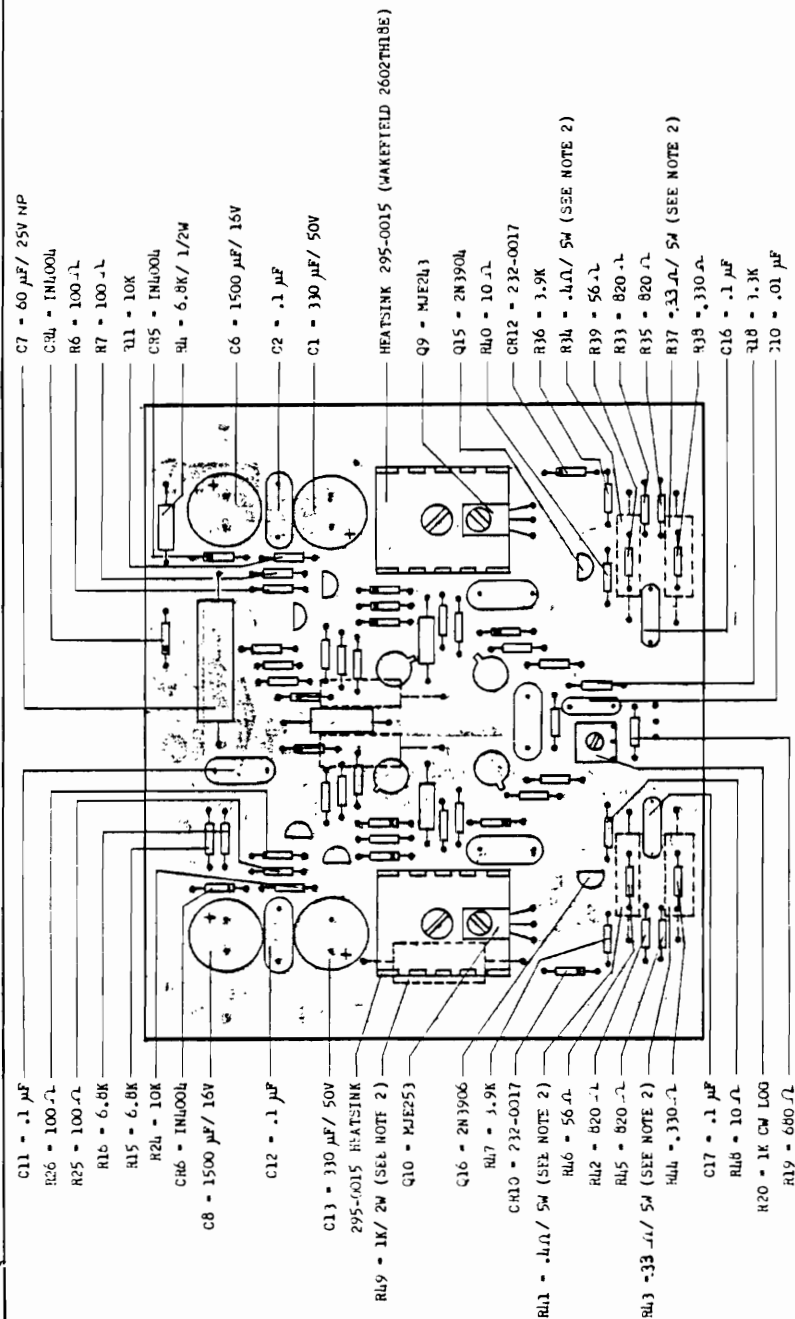 C7 = 60 µF/ 25V NP
CR4 = IN4004
R6 = 100 Ω
R7 = 100 Ω
R11 = 10K
CR5 = IN4004
R4 = 6.8K/ 1/2W
C6 = 1500 µF/ 16V
C2 = .1 µF
C1 = 330 µF/ 50V
HEATSINK 295-0015 (WAKEFIELD 2602TH18E)
Q9 = MJE243
Q15 = 2N3904
R40 = 10 Ω
CR12 = 232-0017
R36 = 3.9K
R34 = .4Ω/ 5W (SEE NOTE 2)
R39 = 56 Ω
R33 = 820 Ω
R35 = 820 Ω
R37 = .33 Ω/ 5W (SEE NOTE 2)
R38 = .330 Ω
C16 = .1 µF
R18 = 3.3K
C10 = .01 µF
C11 = .1 µF
R26 = 100 Ω
R25 = 100 Ω
R16 = 6.8K
R15 = 6.8K
R24 = 10K
CR6 = IN4004
C8 = 1500 µF/ 16V
C12 = .1 µF
C13 = 330 µF/ 50V
295-0015 HEATSINK
R49 = 1K/ 2W (SEE NOTE 2)
Q10 = MJE253
Q16 = 2N3906
R47 = 3.9K
CR10 = 232-0017
R41 = .4Ω/ 5W (SEE NOTE 2)
R46 = 56 Ω
R42 = 820 Ω
R45 = 820 Ω
R43 = .33 Ω/ 5W (SEE NOTE 2)
R44 = .330 Ω
C17 = .1 µF
R48 = 10 Ω
R20 = 1K CW LOG
R19 = 680 Ω